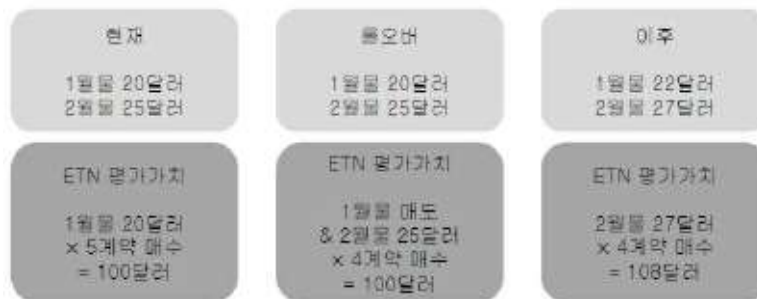 현재
1월물 20달러
2월물 25달러
롤오버
1월물 20달러
2월물 25달러
이후
1월물 22달러
2월물 27달러
ETN 평가가치
1월물 20달러
× 5계약 매수
= 100달러
ETN 평가가치
1월물 매도
& 2월물 25달러
× 4계약 매수
= 100달러
ETN 평가가치
2월물 27달러
× 4계약 매수
= 108달러